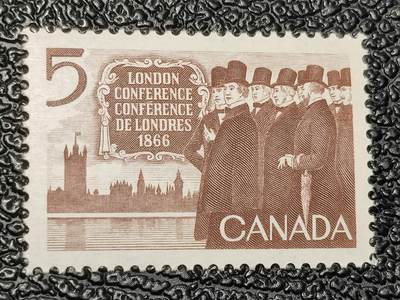 5
LONDON
CONFERENCE
CONFÉRENCE
DE LONDRES
1866
CANADA